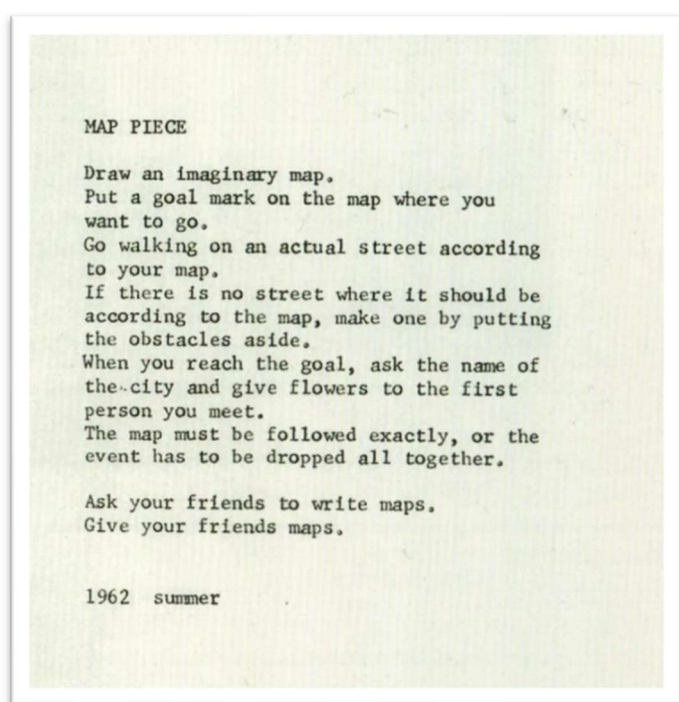 MAP PIECE
Draw an imaginary map.
Put a goal mark on the map where you
want to go.
Go walking on an actual street according
to your map.
If there is no street where it should be
according to the map, make one by putting
the obstacles aside.
When you reach the goal, ask the name of
the city and give flowers to the first
person you meet.
The map must be followed exactly, or the
event has to be dropped all together.
Ask your friends to write maps.
Give your friends maps.
1962 summer